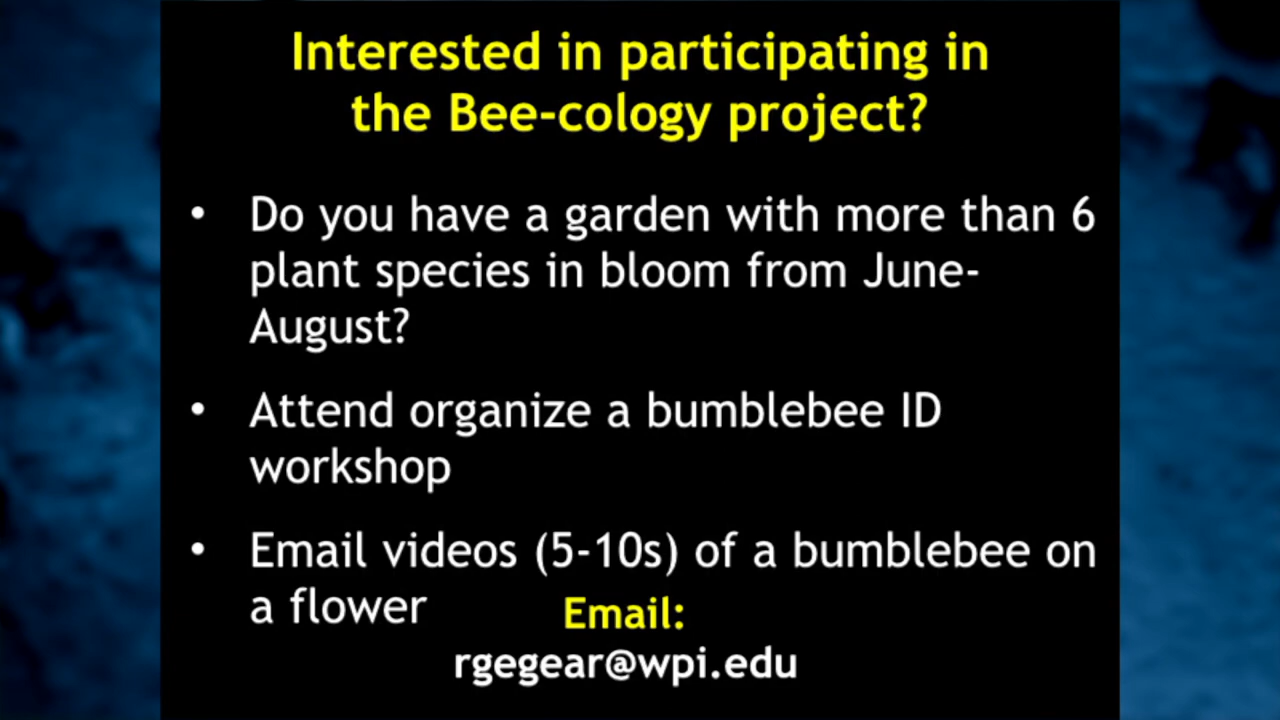 Interested in participating in
the Bee-cology project?
• Do you have a garden with more than 6
plant species in bloom from June-
August?
• Attend organize a bumblebee ID
workshop
• Email videos (5-10s) of a bumblebee on
a flower
Email:
rgegear@wpi.edu